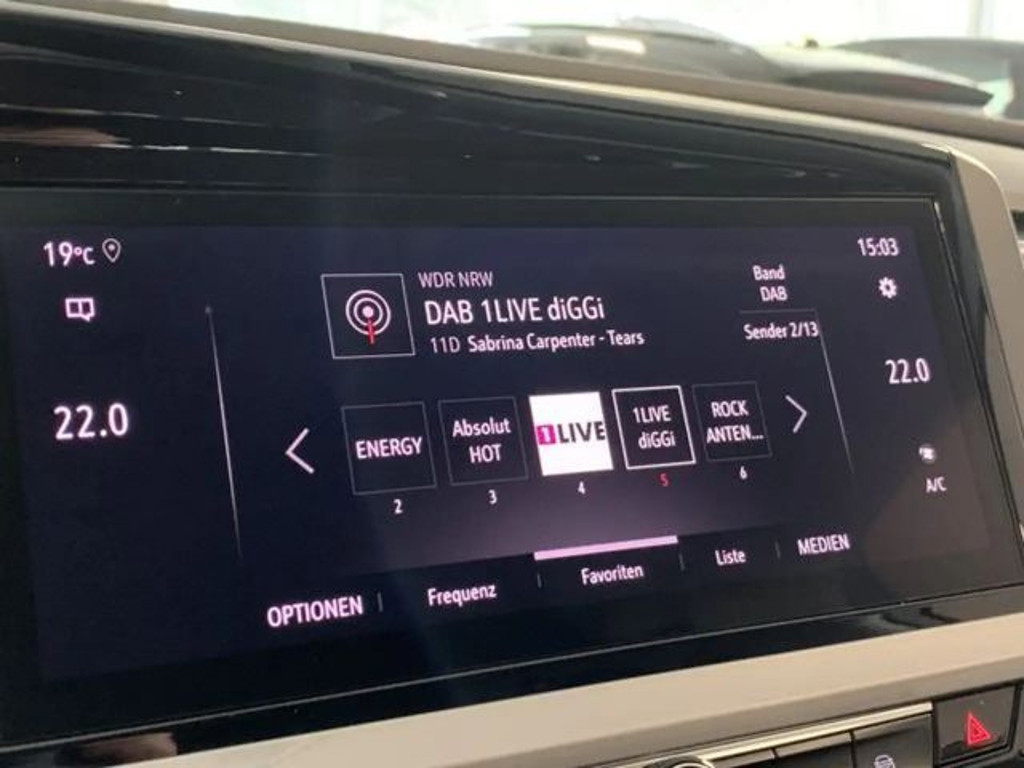 19°C
15:03
WDR NRW
DAB 1LIVE diGGi
11D Sabrina Carpenter - Tears
Band
DAB
Sender 2/13
22.0
22.0
ENERGY
Absolut
HOT
1LIVE
1LIVE
diGGi
ROCK
ANTEN...
2
3
4
5
6
A/C
OPTIONEN
Frequenz
Favoriten
Liste
MEDIEN